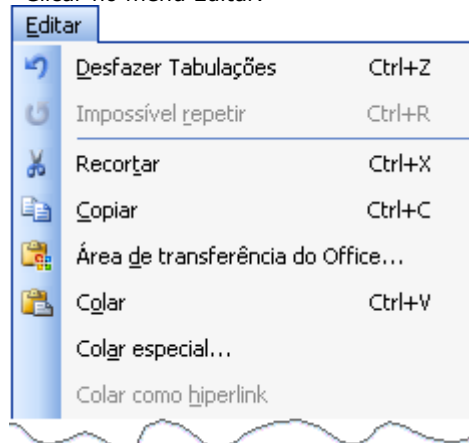 Clicar no menu Editar.
Editar
Desfazer Tabulações Ctrl+Z
Impossível repetir Ctrl+R
Recortar Ctrl+X
Copiar Ctrl+C
Área de transferência do Office...
Colar Ctrl+V
Colar especial...
Colar como hiperlink